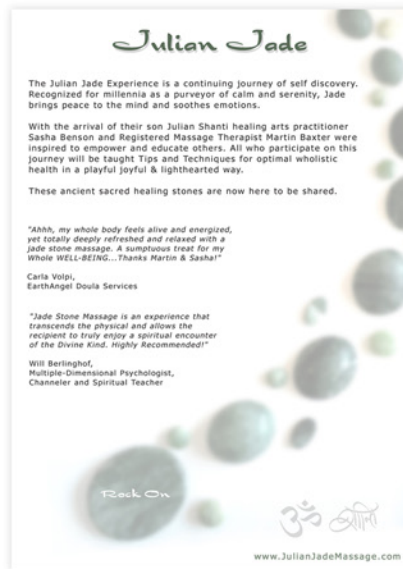 Julian Jade
The Julian Jade Experience is a continuing journey of self discovery.
Recognized for millennia as a purveyor of calm and serenity, Jade
brings peace to the mind and soothes emotions.
With the arrival of their son Julian Shanti healing arts practitioner
Sasha Benson and Registered Massage Therapist Martin Baxter were
inspired to empower and educate others. All who participate on this
journey will be taught Tips and Techniques for optimal wholistic
health in a playful joyful & lighthearted way.
These ancient sacred healing stones are now here to be shared.
"Ahhh, my whole body feels alive and energized,
yet totally deeply refreshed and relaxed with a
jade stone massage. A sumptuous treat for my
Whole WELL-BEING...Thanks Martin & Sasha!"
Carla Volpi,
EarthAngel Doula Services
"Jade Stone Massage is an experience that
transcends the physical and allows the
recipient to truly enjoy a spiritual encounter
of the Divine Kind. Highly Recommended!"
Will Berlinghof,
Multiple-Dimensional Psychologist,
Channeler and Spiritual Teacher
Rock On
ॐ
www.JulianJadeMassage.com